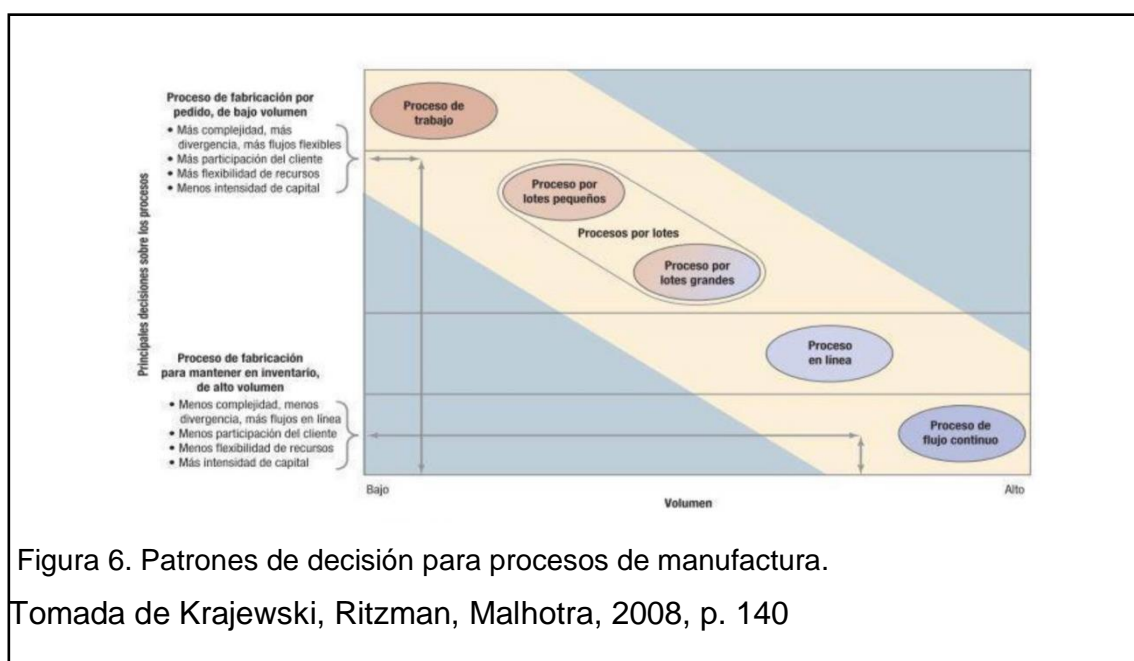 Principales decisiones sobre los procesos
Proceso de fabricación por
pedido, de bajo volumen
• Más complejidad, más
divergencia, más flujos flexibles
• Más participación del cliente
• Más flexibilidad de recursos
• Menos intensidad de capital
Proceso de fabricación
para mantener en inventario,
de alto volumen
• Menos complejidad, menos
divergencia, más flujos en línea
• Menos participación del cliente
• Menos flexibilidad de recursos
• Más intensidad de capital
Proceso de
trabajo
Proceso por
lotes pequeños
Procesos por lotes
Proceso por
lotes grandes
Proceso
en línea
Proceso de
flujo continuo
Bajo
Volumen
Alto
Figura 6. Patrones de decisión para procesos de manufactura.
Tomada de Krajewski, Ritzman, Malhotra, 2008, p. 140